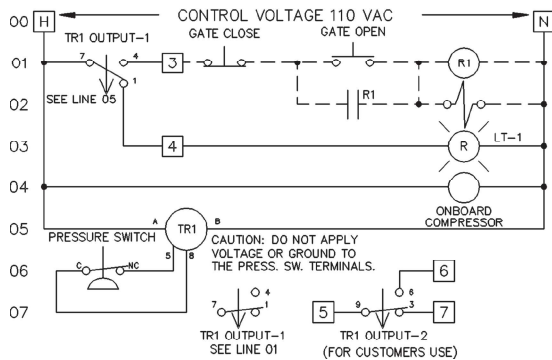 CONTROL VOLTAGE 110 VAC
00 H N
TR1 OUTPUT-1 GATE CLOSE GATE OPEN
01 7 4 3 R1
1
SEE LINE 05
02 R1
03 4 R LT-1
04
ONBOARD
COMPRESSOR
05 A TR1 B
5 8
PRESSURE SWITCH
CAUTION: DO NOT APPLY
VOLTAGE OR GROUND TO
THE PRESS. SW. TERMINALS.
06 C NC 6
4 6
07 7 1 5 9 3 7
TR1 OUTPUT-1 TR1 OUTPUT-2
SEE LINE 01 (FOR CUSTOMERS USE)